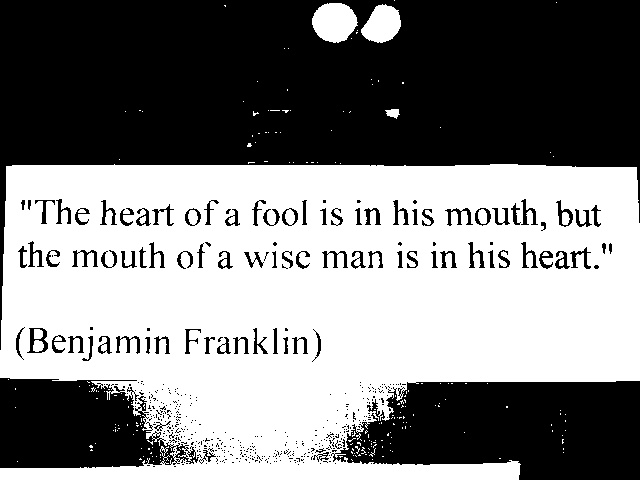 "The heart of a fool is in his mouth, but
the mouth of a wise man is in his heart."
(Benjamin Franklin)